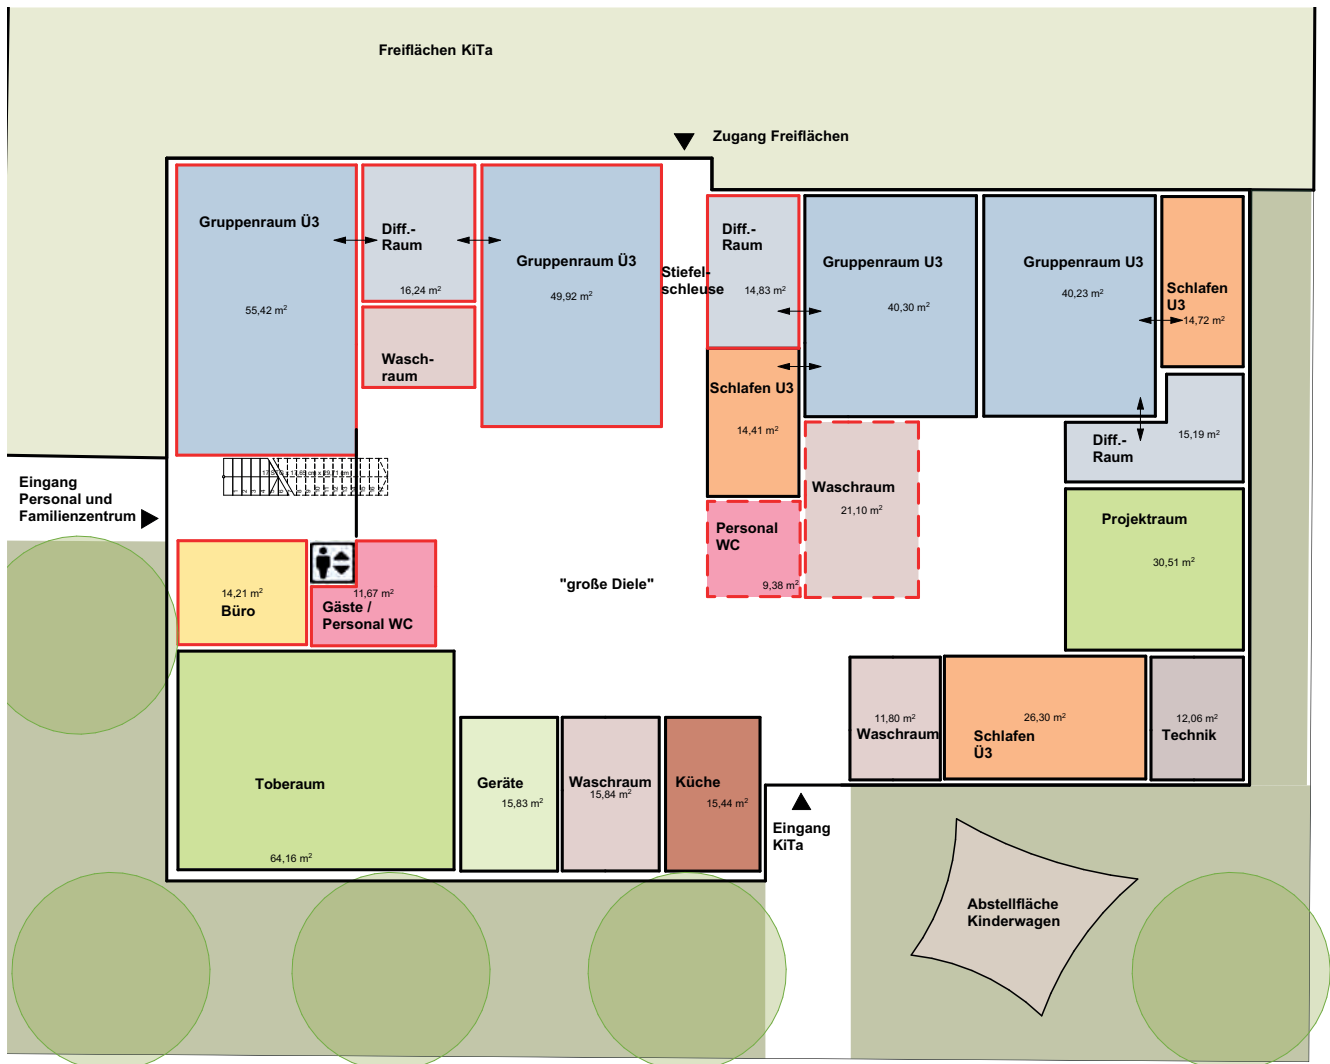 Freiflächen KiTa
Zugang Freiflächen
Gruppenraum Ü3
55,42 m²
Diff.-
Raum
16,24 m²
Wasch-
raum
Gruppenraum Ü3
49,92 m²
Stiefel-
schleuse
Diff.-
Raum
14,83 m²
Gruppenraum U3
40,30 m²
Gruppenraum U3
40,23 m²
Schlafen
U3
14,72 m²
Schlafen U3
14,41 m²
Diff.-
Raum
15,19 m²
Eingang
Personal und
Familienzentrum
Waschraum
21,10 m²
Personal
WC
9,38 m²
Projektraum
30,51 m²
"große Diele"
14,21 m²
Büro
11,67 m²
Gäste /
Personal WC
Toberaum
64,16 m²
Geräte
15,83 m²
Waschraum
15,84 m²
Küche
15,44 m²
11,80 m²
Waschraum
26,30 m²
Schlafen
Ü3
12,06 m²
Technik
Eingang
KiTa
Abstellfläche
Kinderwagen